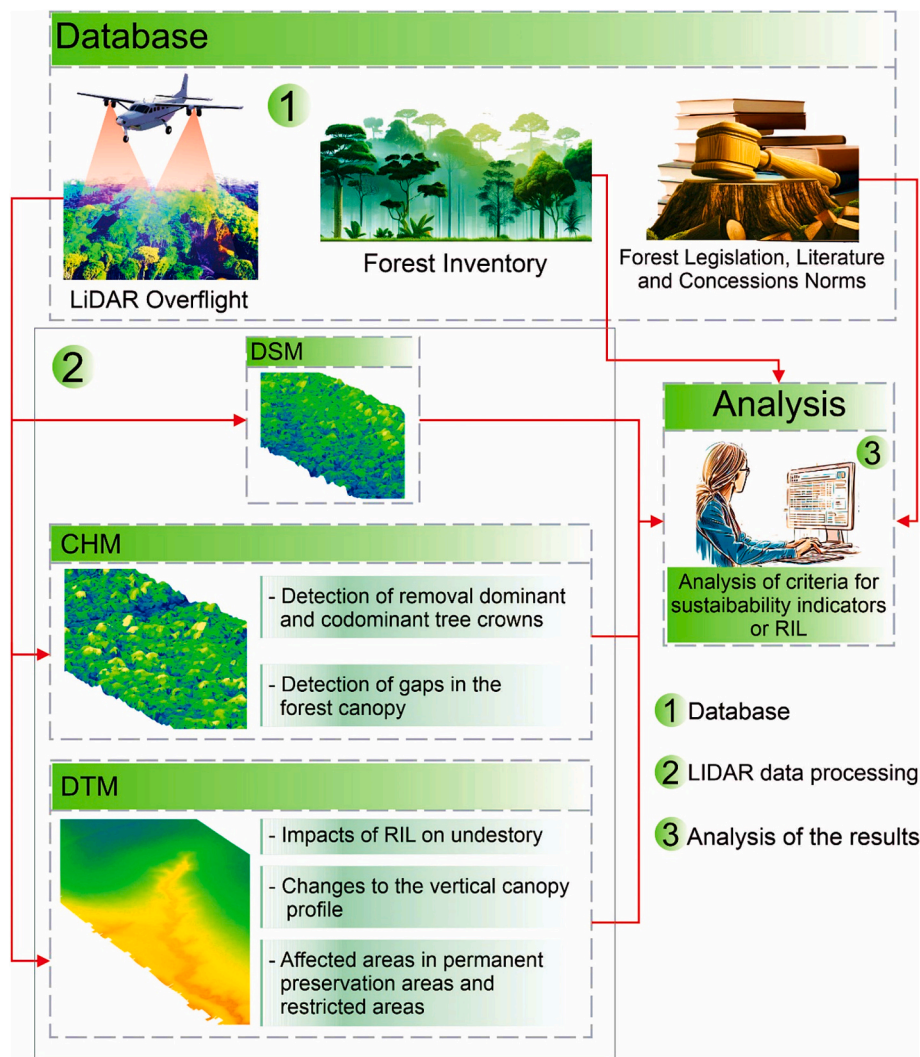 Database
1
LiDAR Overflight
Forest Inventory
Forest Legislation, Literature
and Concessions Norms
2
DSM
Analysis
3
Analysis of criteria for
sustaibability indicators
or RIL
CHM
- Detection of removal dominant
and codominant tree crowns
- Detection of gaps in the
forest canopy
DTM
- Impacts of RIL on undestory
- Changes to the vertical canopy
profile
- Affected areas in permanent
preservation areas and
restricted areas
1 Database
2 LIDAR data processing
3 Analysis of the results